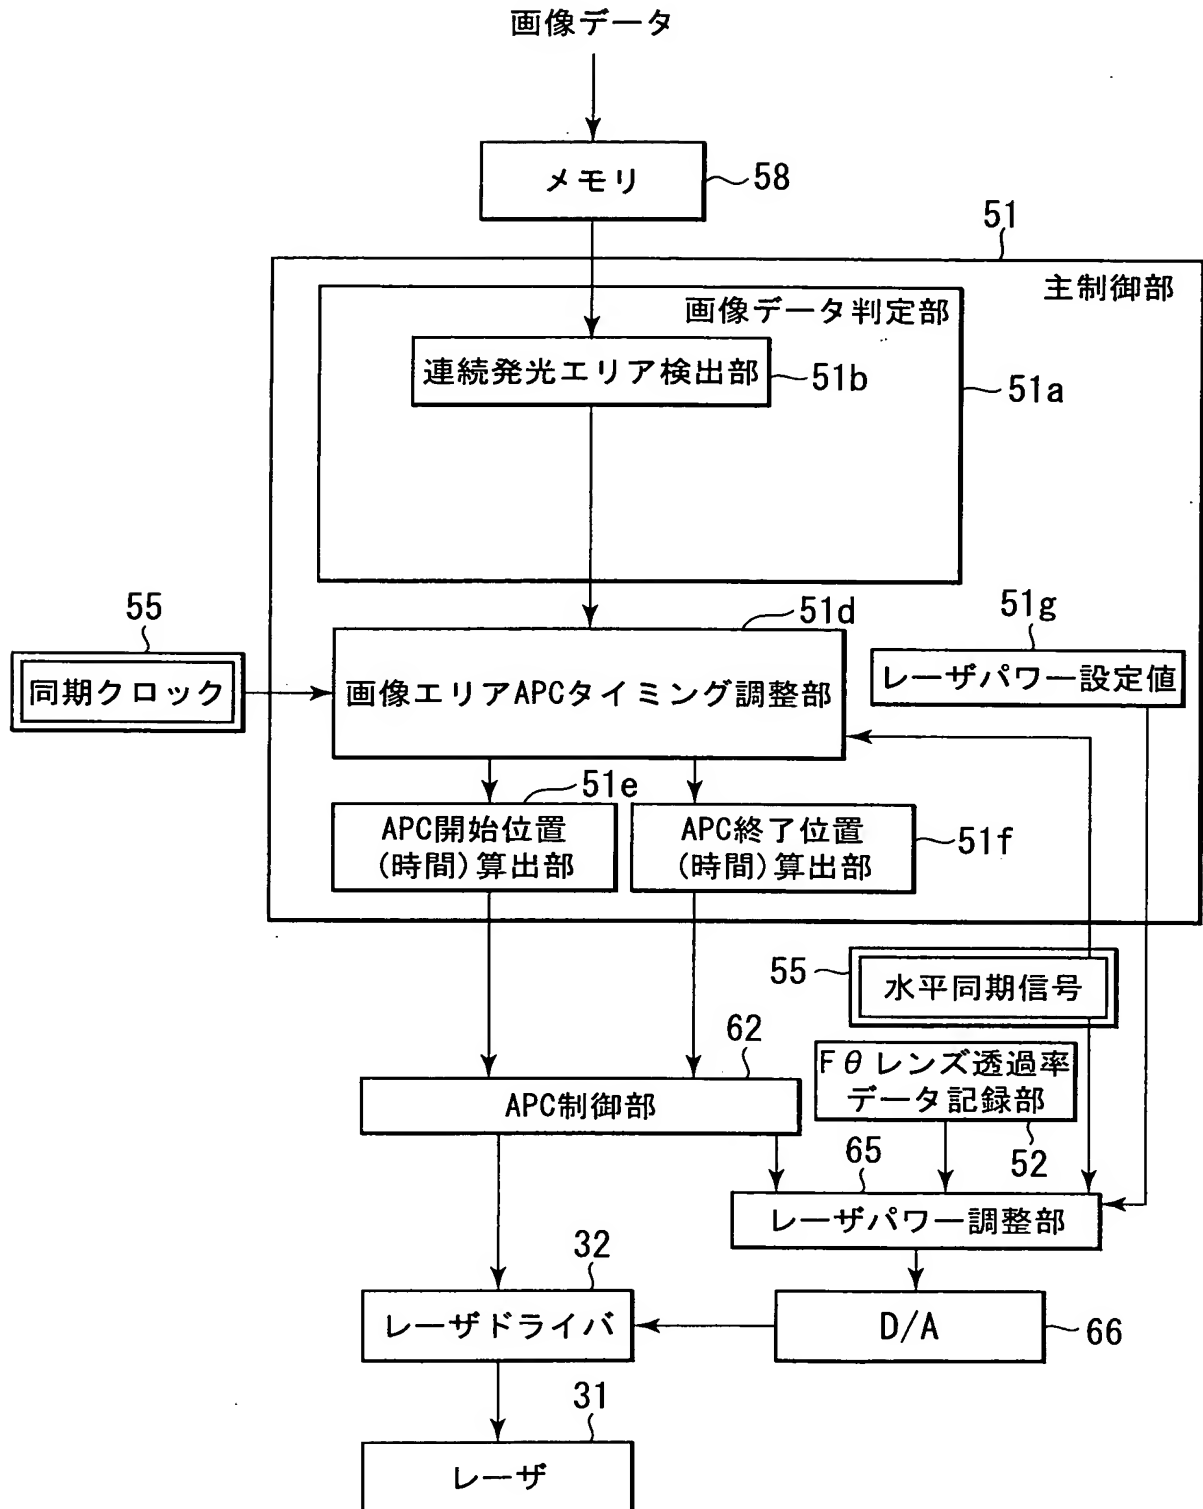 画像データ
メモリ
58
51
主制御部
画像データ判定部
連続発光エリア検出部
51b
51a
55
51d
51g
同期クロック
画像エリアAPCタイミング調整部
レーザパワー設定値
51e
APC開始位置
(時間)算出部
APC終了位置
(時間)算出部
51f
55
水平同期信号
62
Fθレンズ透過率
データ記録部
APC制御部
52
65
レーザパワー調整部
32
レーザドライバ
D/A
66
31
レーザ